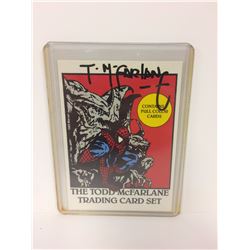 T. McFARLANE
CONTAINS
FULL COLOR
CARDS
THE TODD McFARLANE
TRADING CARD SET